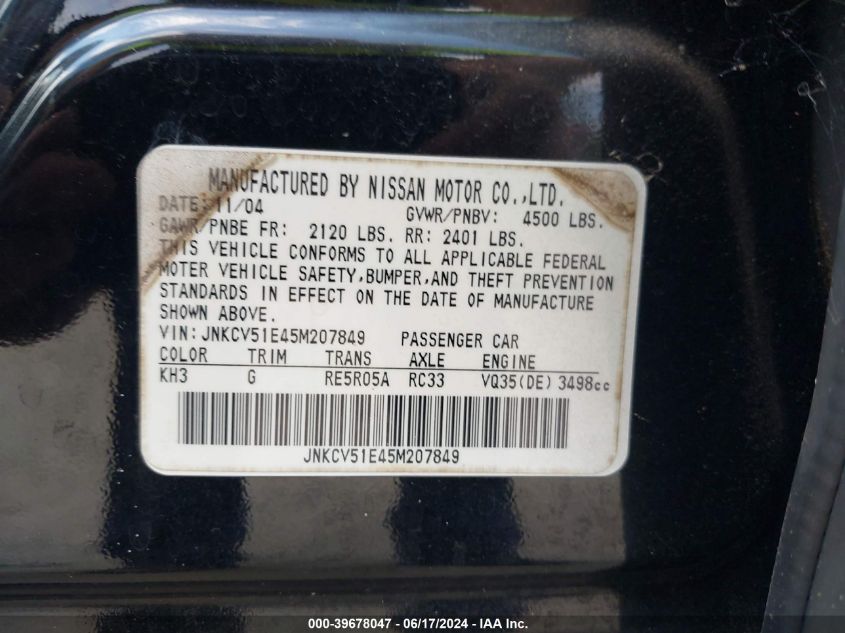 MANUFACTURED BY NISSAN MOTOR CO.,LTD.
DATE: 11/04 GVWR/PNBV: 4500 LBS.
GAWR/PNBE FR: 2120 LBS. RR: 2401 LBS.
THIS VEHICLE CONFORMS TO ALL APPLICABLE FEDERAL
MOTER VEHICLE SAFETY,BUMPER,AND THEFT PREVENTION
STANDARDS IN EFFECT ON THE DATE OF MANUFACTURE
SHOWN ABOVE.
VIN:JNKCV51E45M207849 PASSENGER CAR
COLOR TRIM TRANS AXLE ENGINE
KH3 G RE5R05A RC33 VQ35(DE) 3498cc
JNKCV51E45M207849
000-39678047 - 06/17/2024 - IAA Inc.